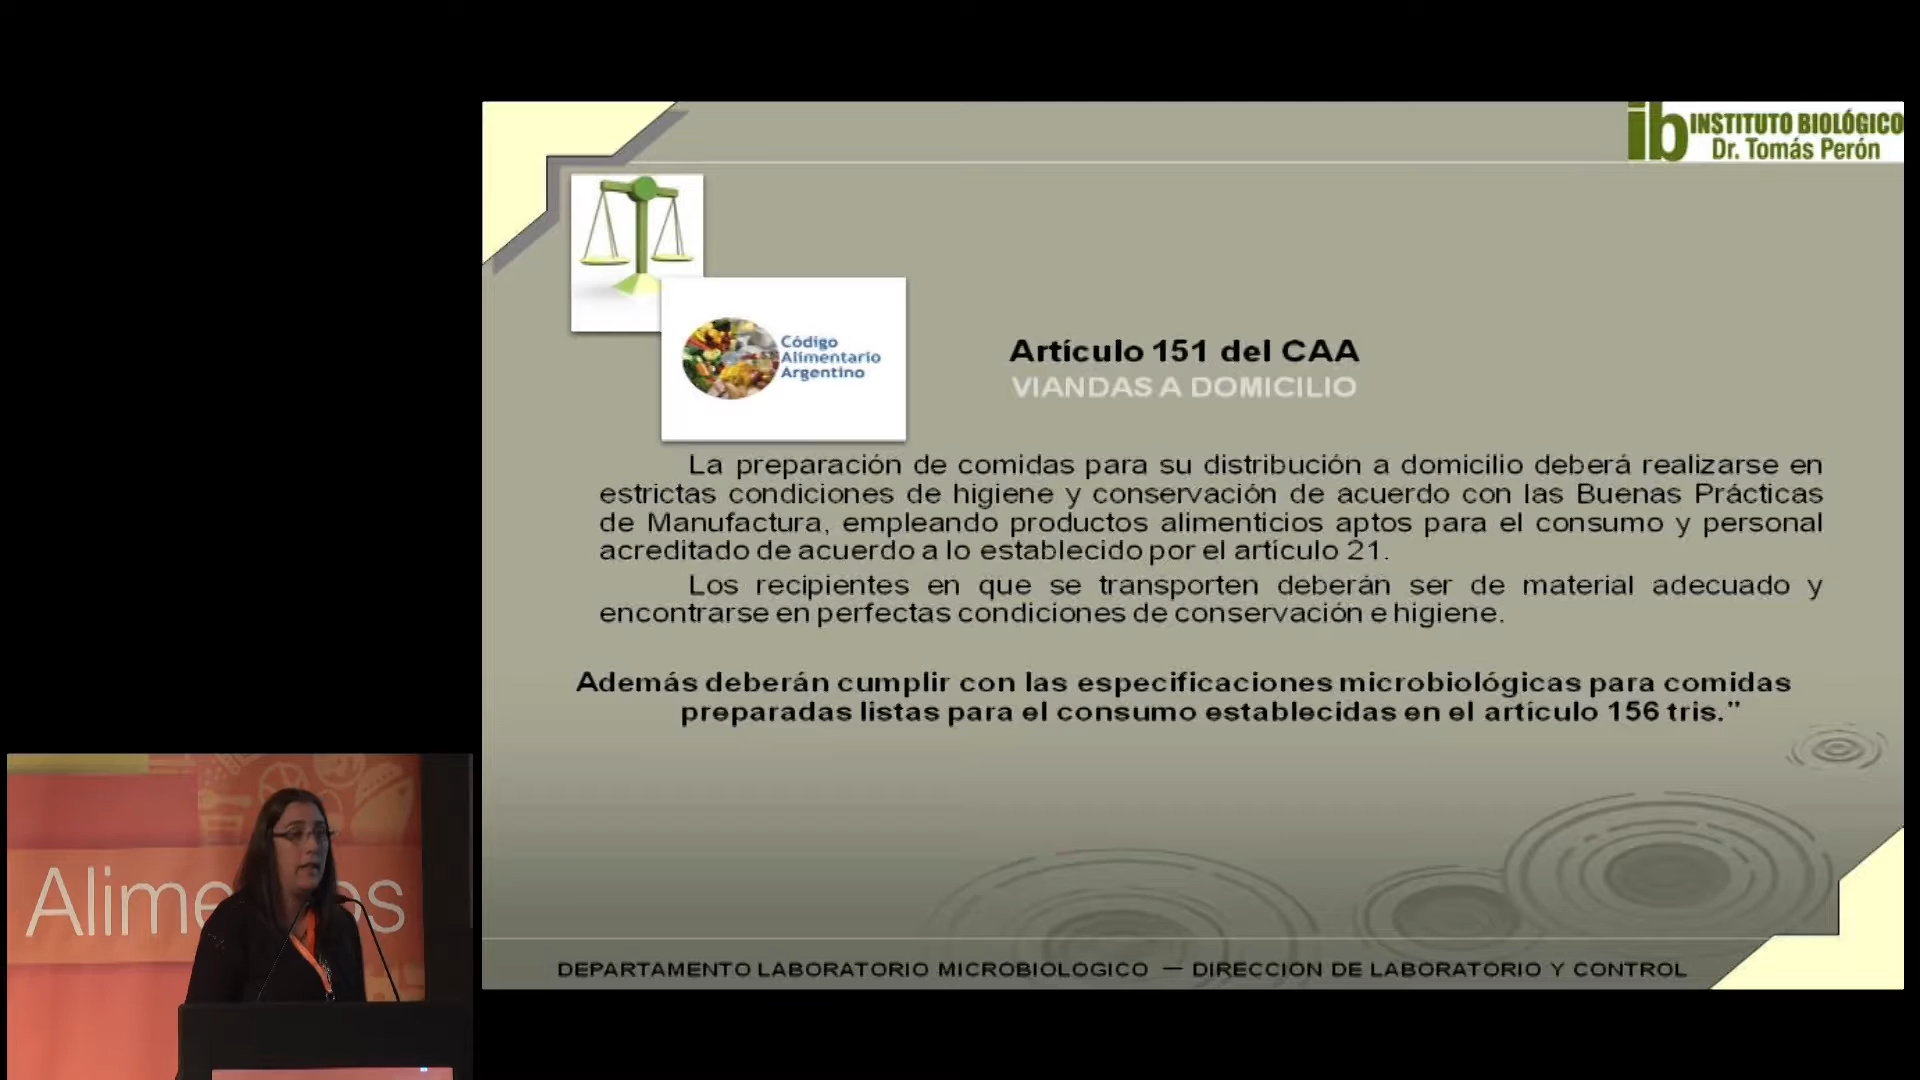 ib INSTITUTO BIOLÓGICO
Dr. Tomás Perón
Código
Alimentario
Argentino
Artículo 151 del CAA
VIANDAS A DOMICILIO
La preparación de comidas para su distribución a domicilio deberá realizarse en
estrictas condiciones de higiene y conservación de acuerdo con las Buenas Prácticas
de Manufactura, empleando productos alimenticios aptos para el consumo y personal
acreditado de acuerdo a lo establecido por el artículo 21.
Los recipientes en que se transporten deberán ser de material adecuado y
encontrarse en perfectas condiciones de conservación e higiene.
Además deberán cumplir con las especificaciones microbiológicas para comidas
preparadas listas para el consumo establecidas en el artículo 156 tris.”
DEPARTAMENTO LABORATORIO MICROBIOLOGICO — DIRECCION DE LABORATORIO Y CONTROL